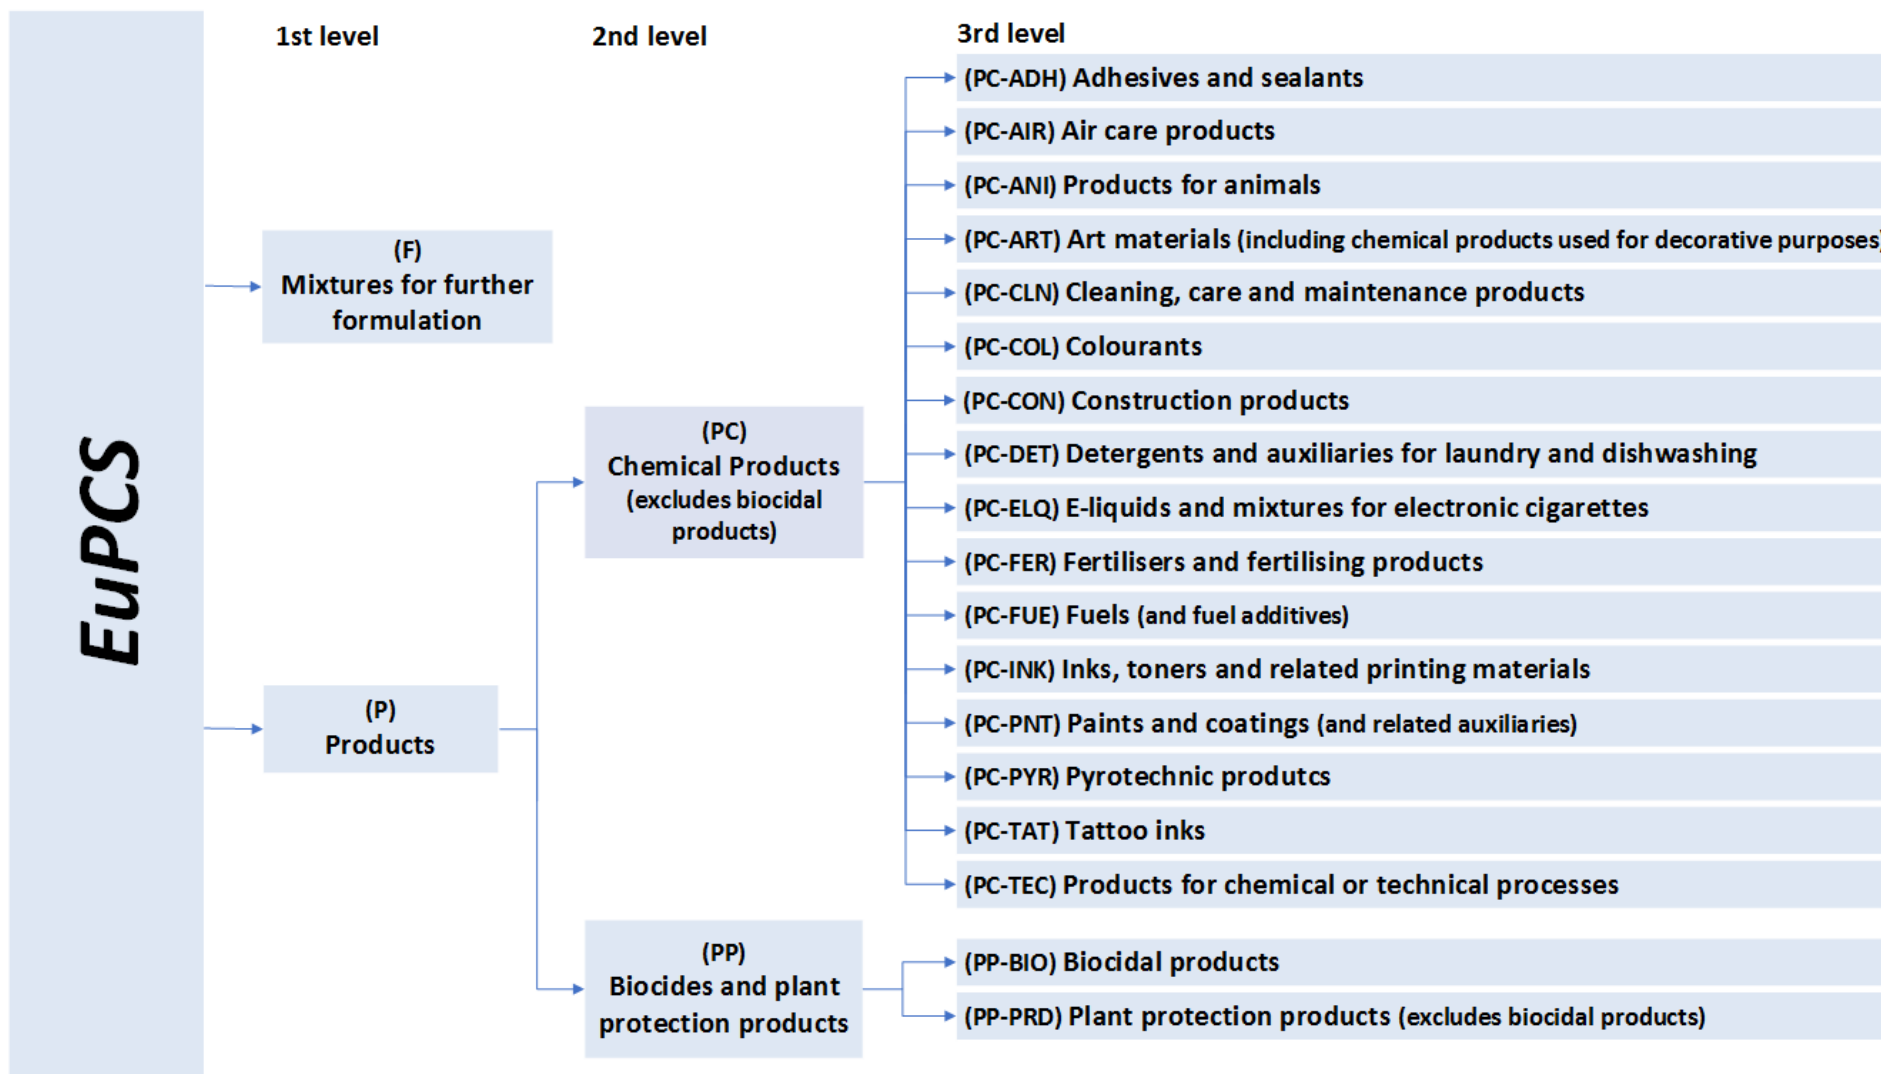 EuPCS
1st level
2nd level
3rd level
(F)
Mixtures for further
formulation
(P)
Products
(PC)
Chemical Products
(excludes biocidal
products)
(PP)
Biocides and plant
protection products
(PC-ADH) Adhesives and sealants
(PC-AIR) Air care products
(PC-ANI) Products for animals
(PC-ART) Art materials (including chemical products used for decorative purposes)
(PC-CLN) Cleaning, care and maintenance products
(PC-COL) Colourants
(PC-CON) Construction products
(PC-DET) Detergents and auxiliaries for laundry and dishwashing
(PC-ELQ) E-liquids and mixtures for electronic cigarettes
(PC-FER) Fertilisers and fertilising products
(PC-FUE) Fuels (and fuel additives)
(PC-INK) Inks, toners and related printing materials
(PC-PNT) Paints and coatings (and related auxiliaries)
(PC-PYR) Pyrotechnic produtcs
(PC-TAT) Tattoo inks
(PC-TEC) Products for chemical or technical processes
(PP-BIO) Biocidal products
(PP-PRD) Plant protection products (excludes biocidal products)